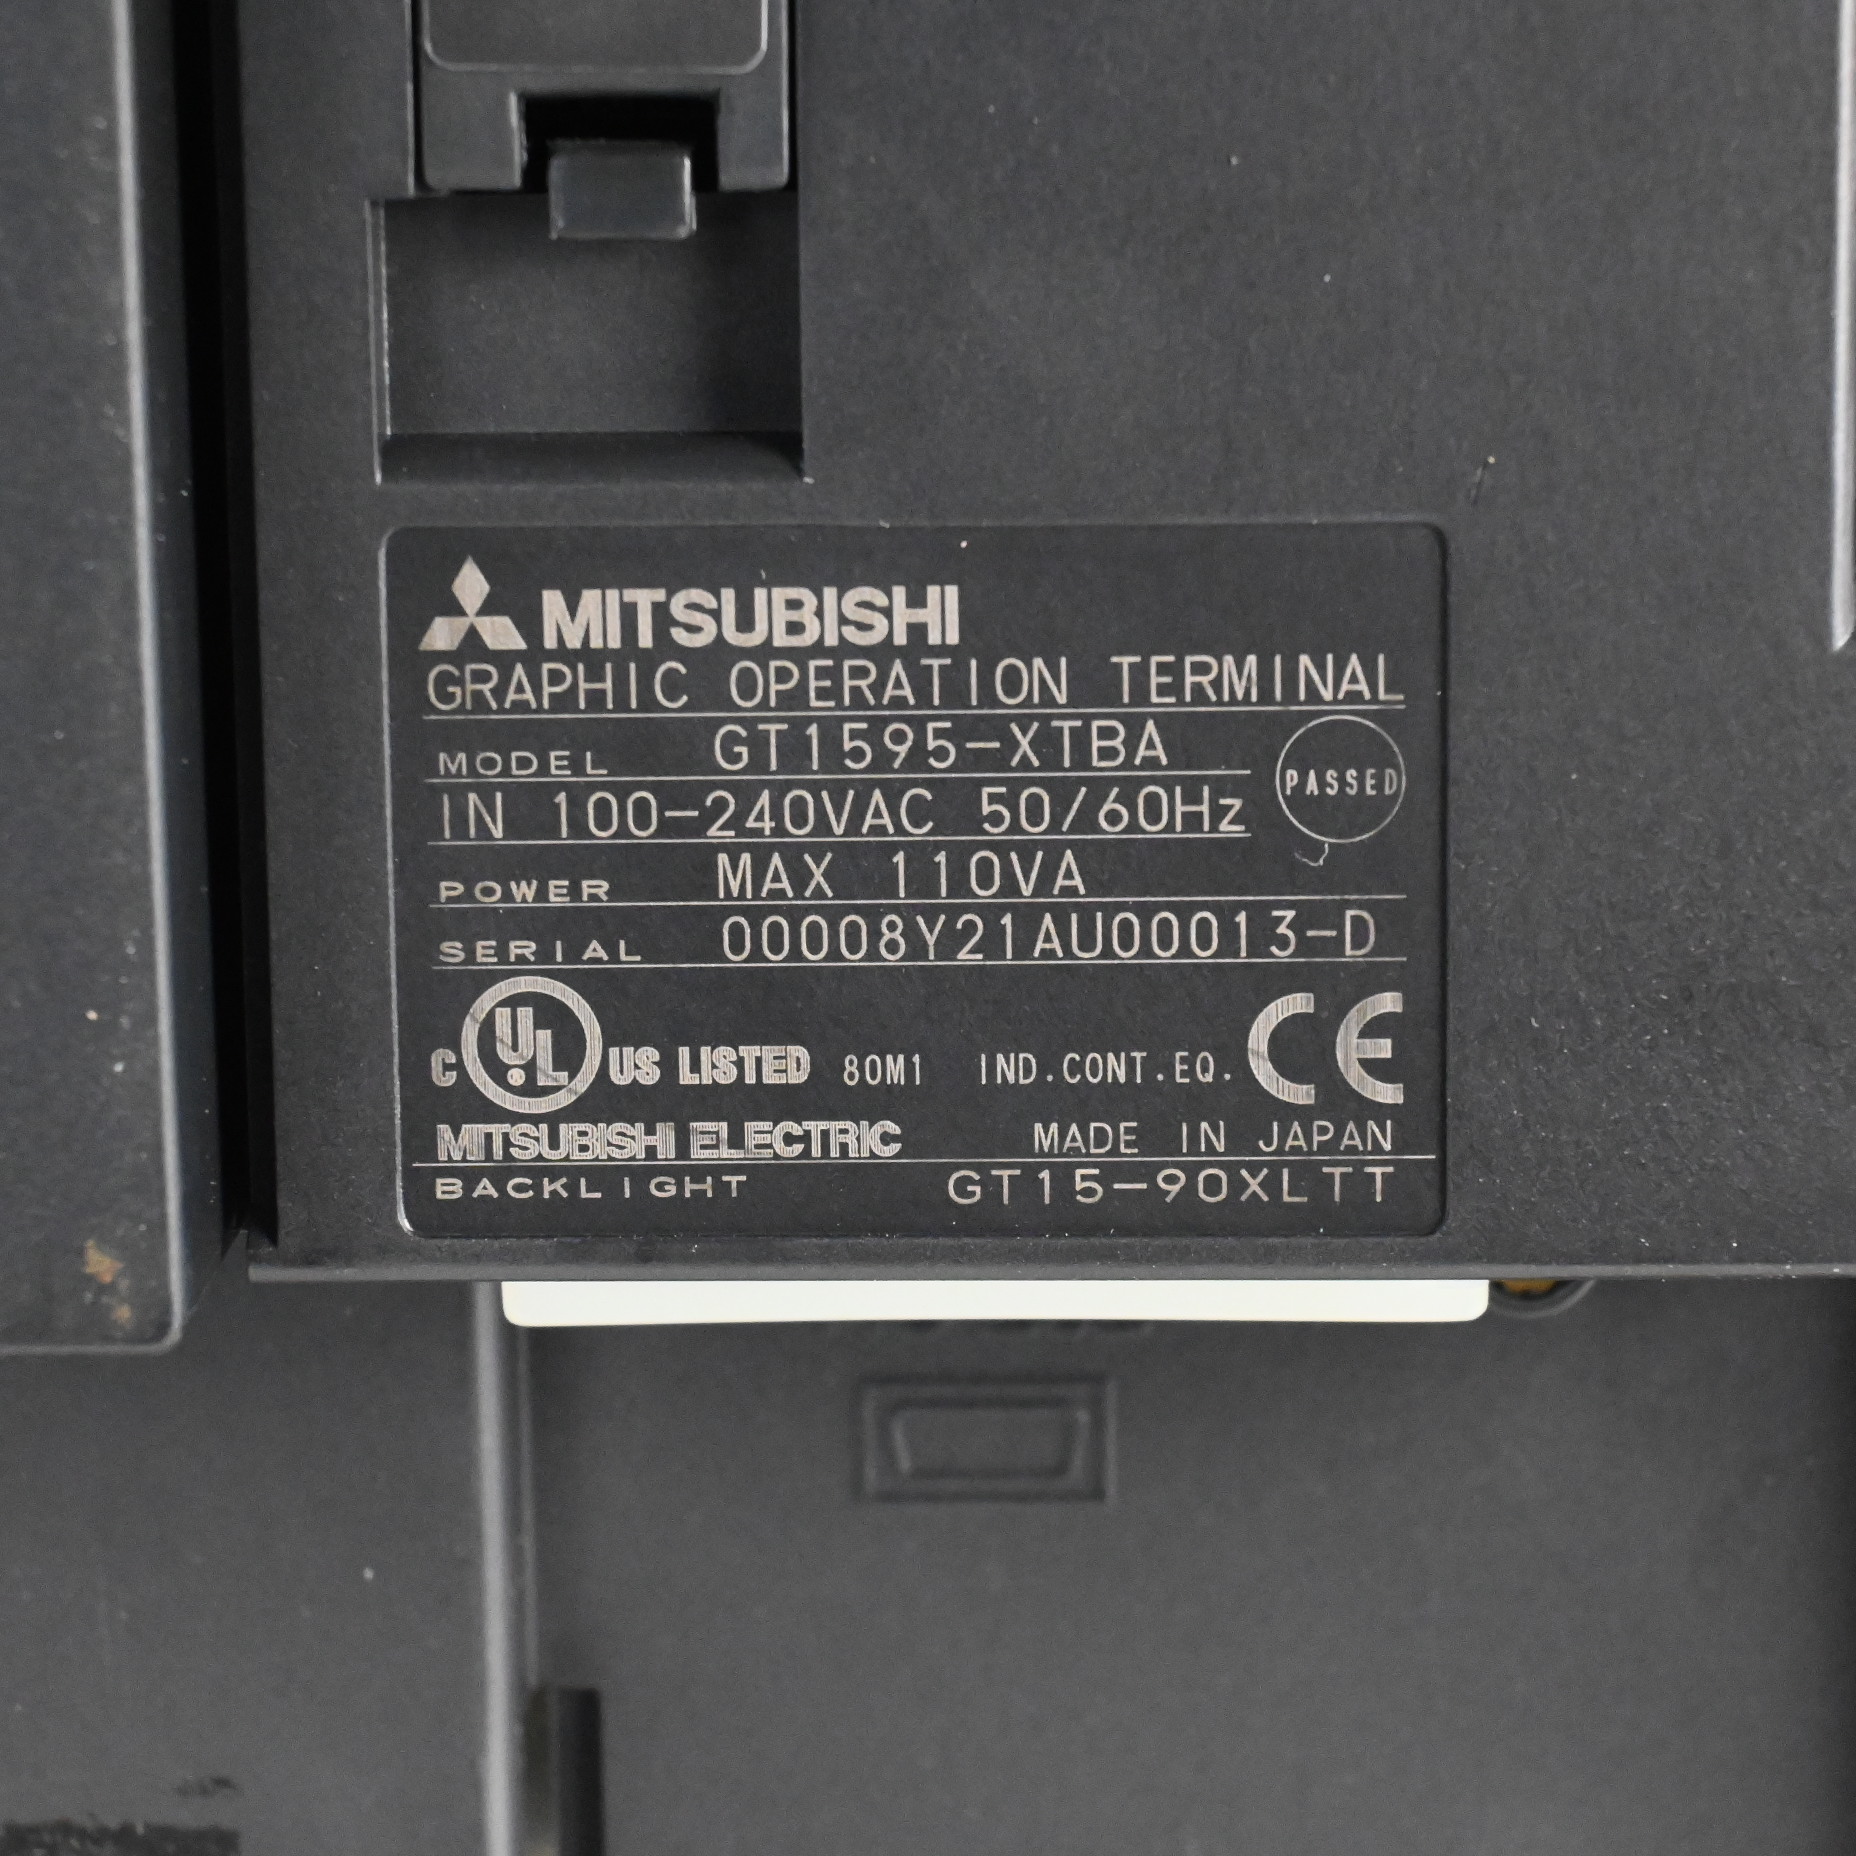 MITSUBISHI
GRAPHIC OPERATION TERMINAL
MODEL GT1595-XTBA
PASSED
IN 100-240VAC 50/60Hz
POWER MAX 110VA
SERIAL 00008Y21AU00013-D
C UL US LISTED 80M1 IND.CONT.EQ. CE
MITSUBISHI ELECTRIC MADE IN JAPAN
BACKLIGHT GT15-90XLTT